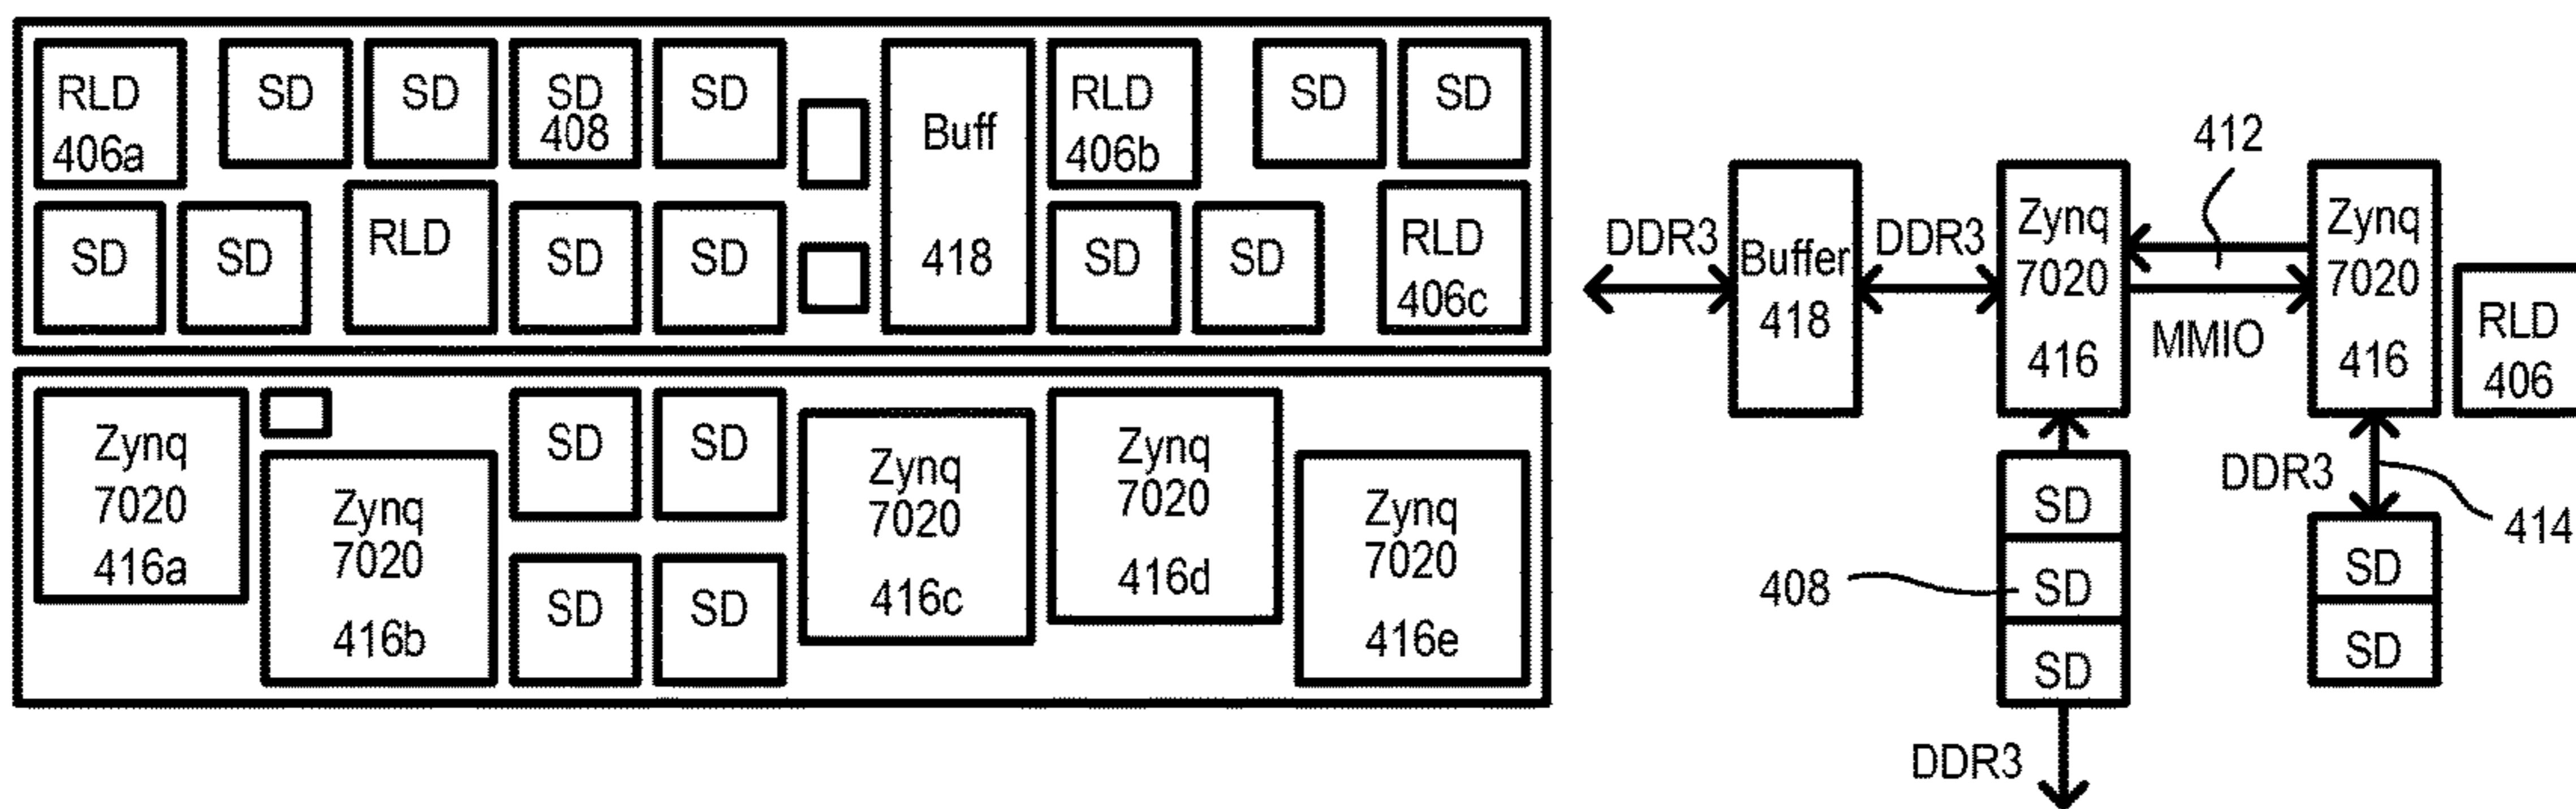 RLD
406a
SD
SD
SD
408
SD
Buff
418
RLD
406b
SD
SD
SD
SD
RLD
SD
SD
SD
SD
RLD
406c
Zynq
7020
416a
Zynq
7020
416b
SD
SD
SD
SD
Zynq
7020
416c
Zynq
7020
416d
Zynq
7020
416e
DDR3
Buffer
418
DDR3
Zynq
7020
416
412
MMIO
Zynq
7020
416
RLD
406
SD
SD
SD
408
DDR3
DDR3
414
SD
SD